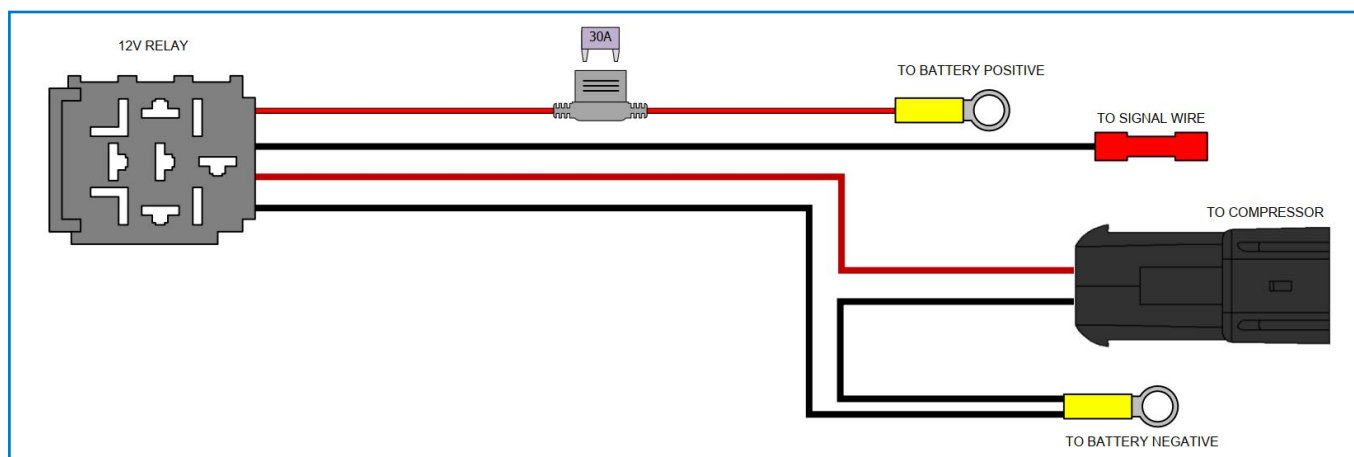 12V RELAY
30A
TO BATTERY POSITIVE
TO SIGNAL WIRE
TO COMPRESSOR
TO BATTERY NEGATIVE